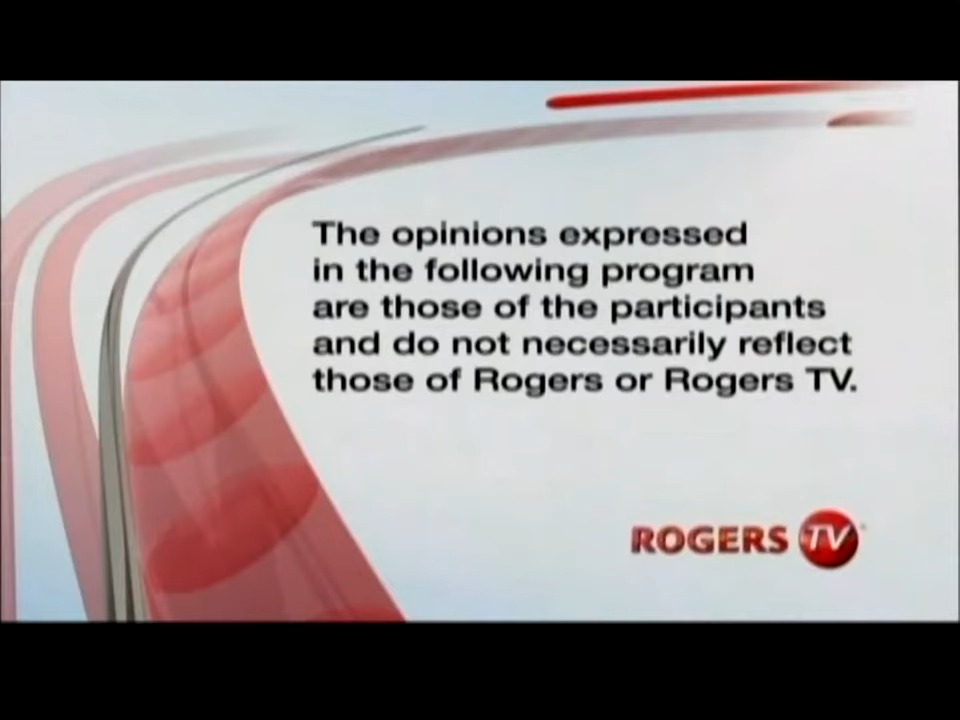 The opinions expressed
in the following program
are those of the participants
and do not necessarily reflect
those of Rogers or Rogers TV.
ROGERS TV